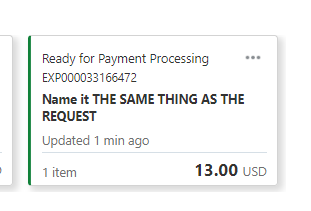 Ready for Payment Processing
EXP000033166472
Name it THE SAME THING AS THE
REQUEST
Updated 1 min ago
1 item 13.00 USD